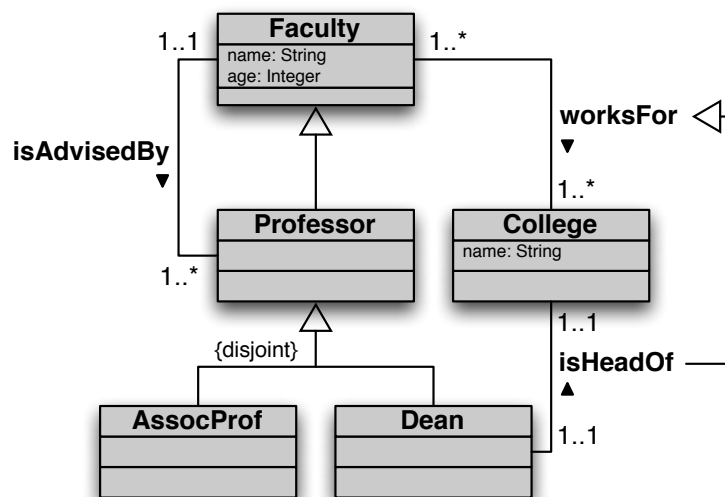 Faculty
name: String
age: Integer
1..1
1..*
isAdvisedBy
worksFor
1..*
Professor
College
name: String
1..*
1..1
{disjoint}
isHeadOf
AssocProf
Dean
1..1